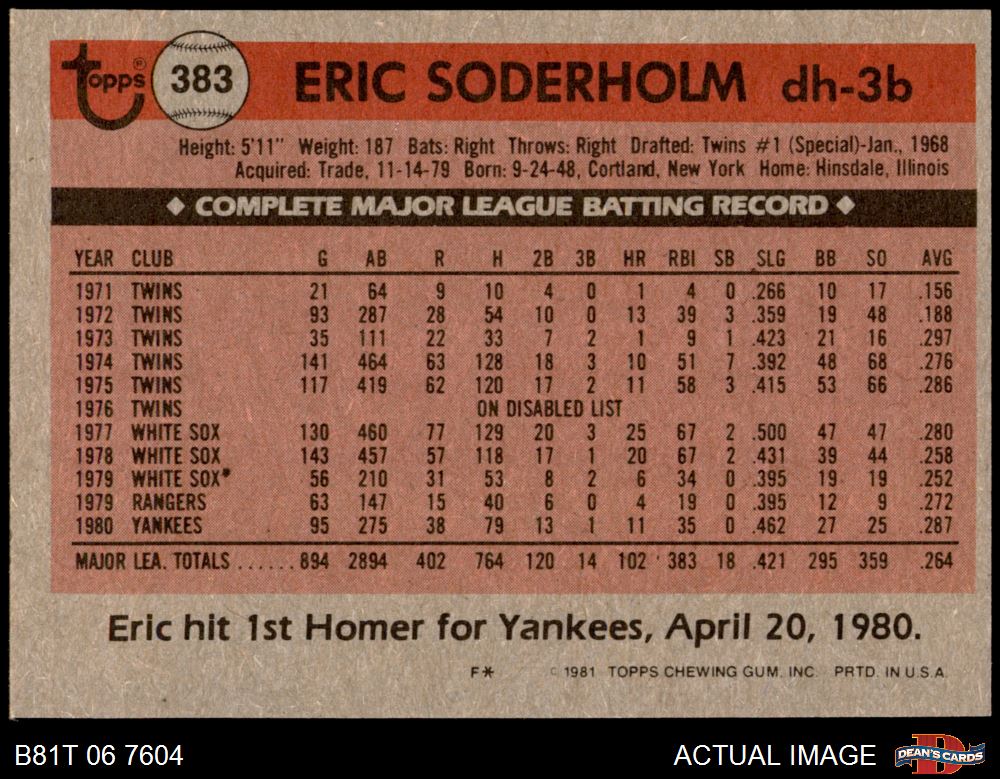 Topps® 383 ERIC SODERHOLM dh-3b
Height: 5'11" Weight: 187 Bats: Right Throws: Right Drafted: Twins #1 (Special)-Jan., 1968
Acquired: Trade, 11-14-79 Born: 9-24-48, Cortland, New York Home: Hinsdale, Illinois
◆ COMPLETE MAJOR LEAGUE BATTING RECORD ◆
YEAR CLUB G AB R H 2B 3B HR RBI SB SLG BB SO AVG
1971 TWINS 21 64 9 10 4 0 1 4 0 .266 10 17 .156
1972 TWINS 93 287 28 54 10 0 13 39 3 .359 19 48 .188
1973 TWINS 35 111 22 33 7 2 1 9 1 .423 21 16 .297
1974 TWINS 141 464 63 128 18 3 10 51 7 .392 48 68 .276
1975 TWINS 117 419 62 120 17 2 11 58 3 .415 53 66 .286
1976 TWINS ON DISABLED LIST
1977 WHITE SOX 130 460 77 129 20 3 25 67 2 .500 47 47 .280
1978 WHITE SOX 143 457 57 118 17 1 20 67 2 .431 39 44 .258
1979 WHITE SOX* 56 210 31 53 8 2 6 34 0 .395 19 19 .252
1979 RANGERS 63 147 15 40 6 0 4 19 0 .395 12 9 .272
1980 YANKEES 95 275 38 79 13 1 11 35 0 .462 27 25 .287
MAJOR LEA. TOTALS ...... 894 2894 402 764 120 14 102 383 18 .421 295 359 .264
Eric hit 1st Homer for Yankees, April 20, 1980.
F* © 1981 TOPPS CHEWING GUM, INC. PRTD. IN U.S.A.
B81T 06 7604 ACTUAL IMAGE DEAN'S CARDS